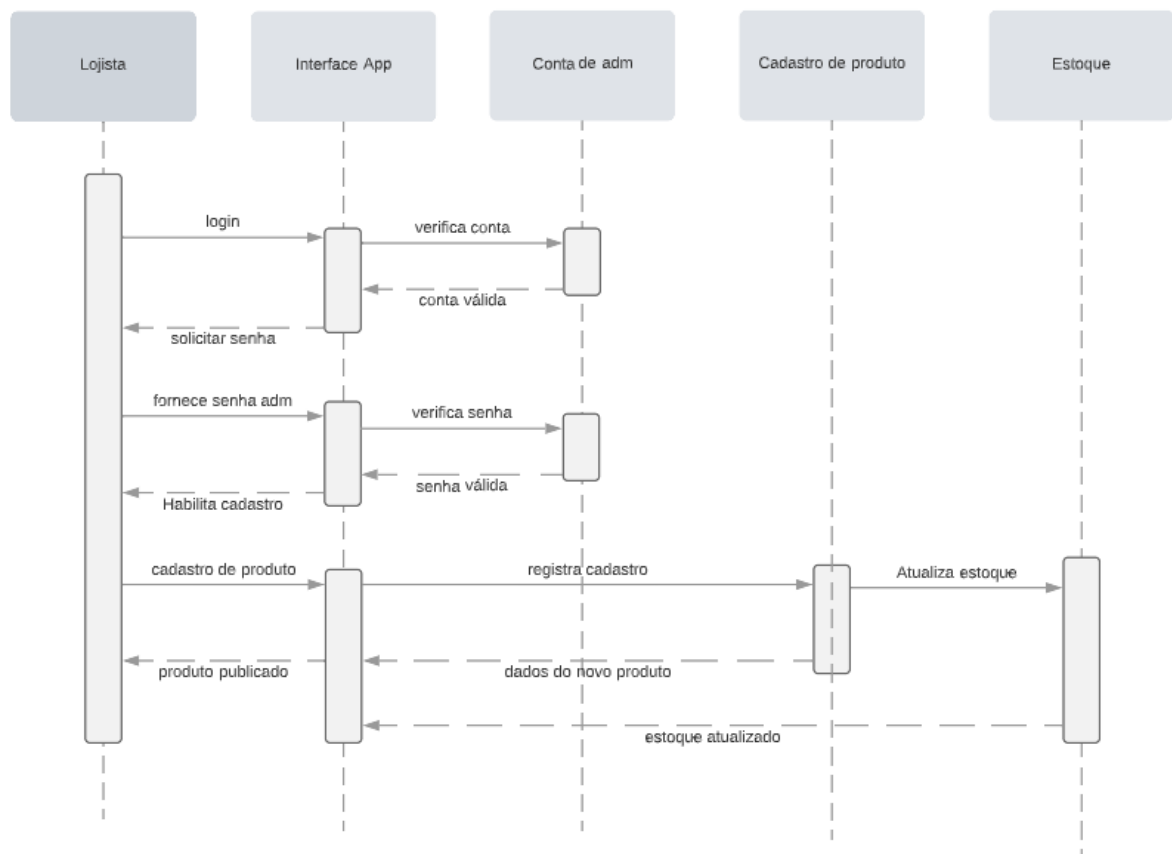 Lojista
Interface App
Conta de adm
Cadastro de produto
Estoque
login
verifica conta
conta válida
solicitar senha
fornece senha adm
verifica senha
senha válida
Habilita cadastro
cadastro de produto
registra cadastro
Atualiza estoque
produto publicado
dados do novo produto
estoque atualizado